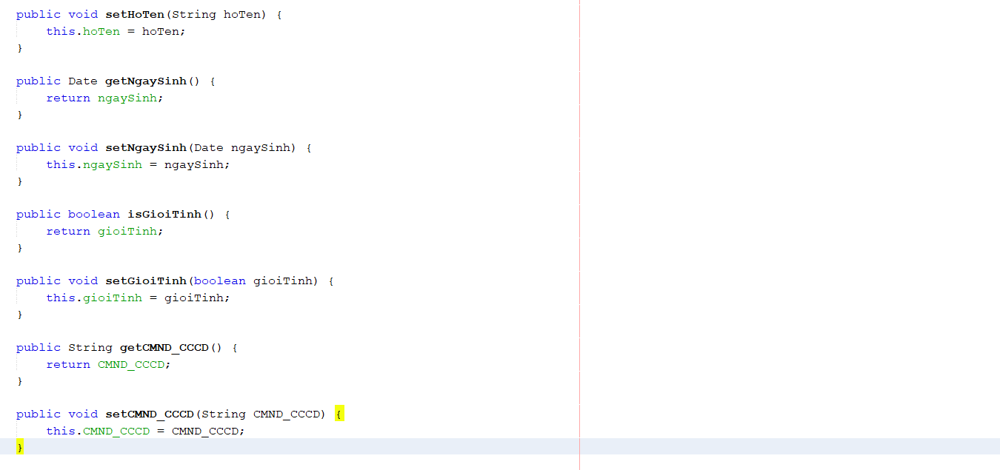 public void setHoTen(String hoTen) {
    this.hoTen = hoTen;
}

public Date getNgaySinh() {
    return ngaySinh;
}

public void setNgaySinh(Date ngaySinh) {
    this.ngaySinh = ngaySinh;
}

public boolean isGioiTinh() {
    return gioiTinh;
}

public void setGioiTinh(boolean gioiTinh) {
    this.gioiTinh = gioiTinh;
}

public String getCMND_CCCD() {
    return CMND_CCCD;
}

public void setCMND_CCCD(String CMND_CCCD) {
    this.CMND_CCCD = CMND_CCCD;
}